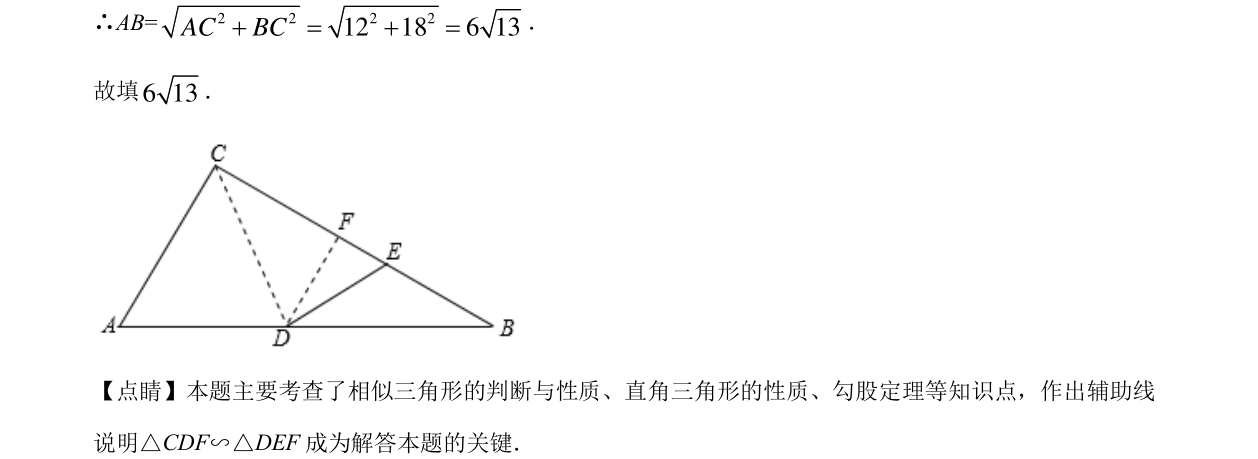 ∴AB=√(AC²+BC²)=√(12²+18²)=6√13.
故填6√13.
C
F
E
A
D
B
【点睛】本题主要考查了相似三角形的判断与性质、直角三角形的性质、勾股定理等知识点，作出辅助线
说明△CDF∽△DEF 成为解答本题的关键.